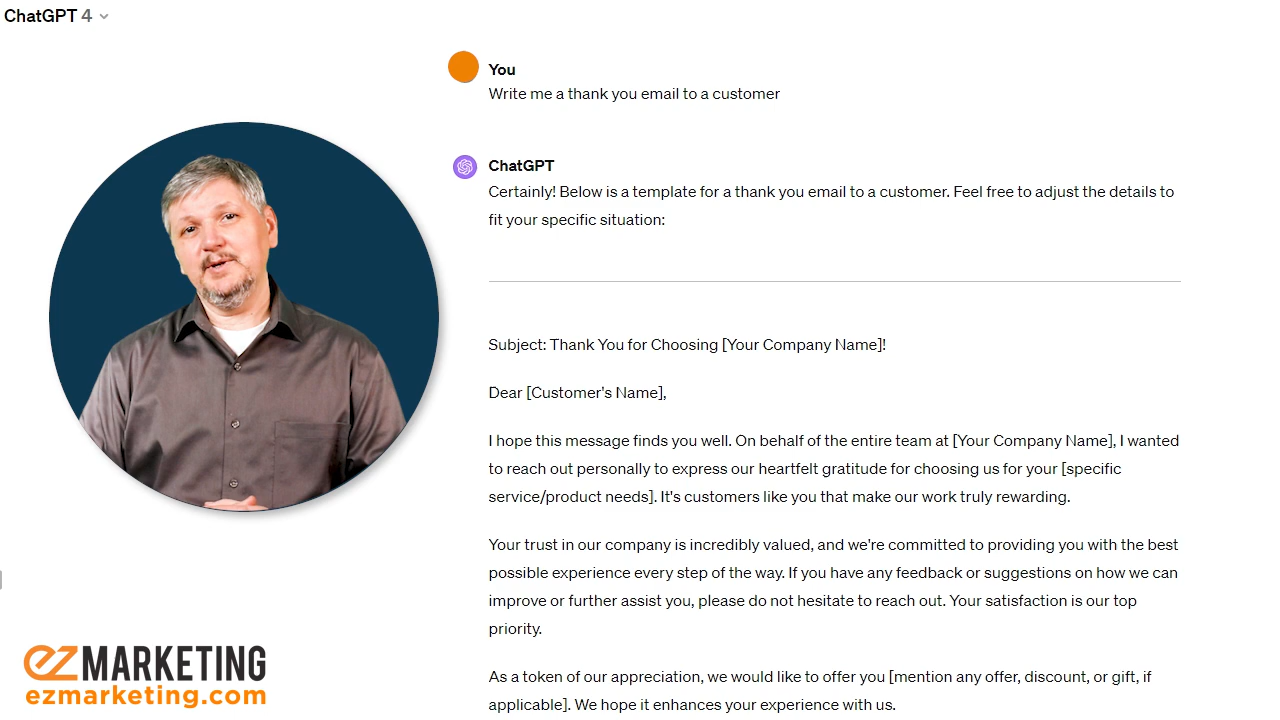 ChatGPT 4
You
Write me a thank you email to a customer
ChatGPT
Certainly! Below is a template for a thank you email to a customer. Feel free to adjust the details to
fit your specific situation:
Subject: Thank You for Choosing [Your Company Name]!
Dear [Customer's Name],
I hope this message finds you well. On behalf of the entire team at [Your Company Name], I wanted
to reach out personally to express our heartfelt gratitude for choosing us for your [specific
service/product needs]. It's customers like you that make our work truly rewarding.
Your trust in our company is incredibly valued, and we're committed to providing you with the best
possible experience every step of the way. If you have any feedback or suggestions on how we can
improve or further assist you, please do not hesitate to reach out. Your satisfaction is our top
priority.
As a token of our appreciation, we would like to offer you [mention any offer, discount, or gift, if
applicable]. We hope it enhances your experience with us.
ezMARKETING
ezmarketing.com